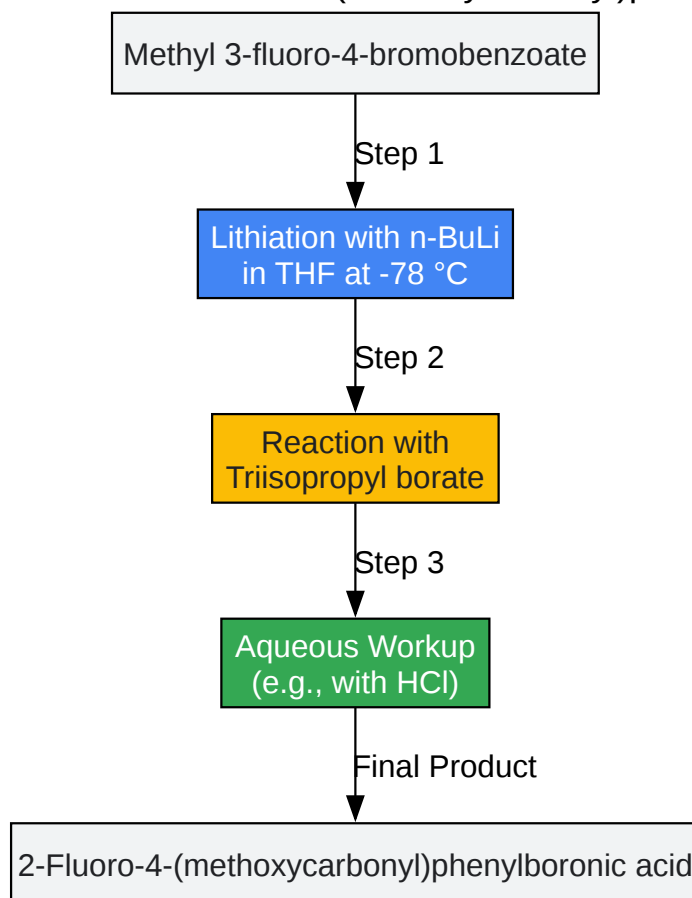 Methyl 3-fluoro-4-bromobenzoate
Step 1
Lithiation with n-BuLi
in THF at -78 °C
Step 2
Reaction with
Triisopropyl borate
Step 3
Aqueous Workup
(e.g., with HCl)
Final Product
2-Fluoro-4-(methoxycarbonyl)phenylboronic acid